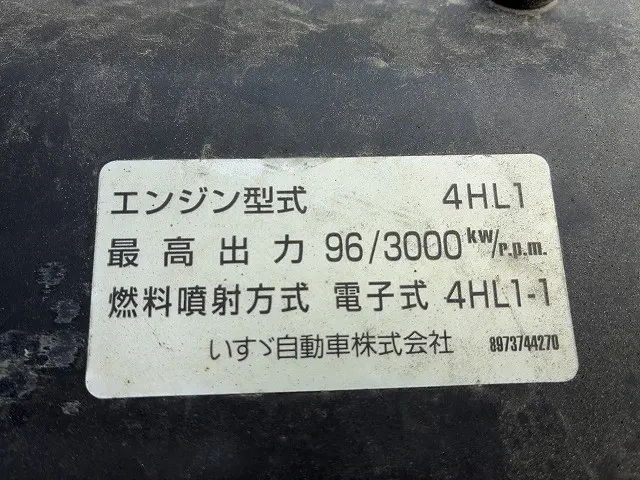 エンジン型式 4HL1
最高出力 96/3000 kw/r.p.m.
燃料噴射方式 電子式 4HL1-1
いすゞ自動車株式会社 8973744270